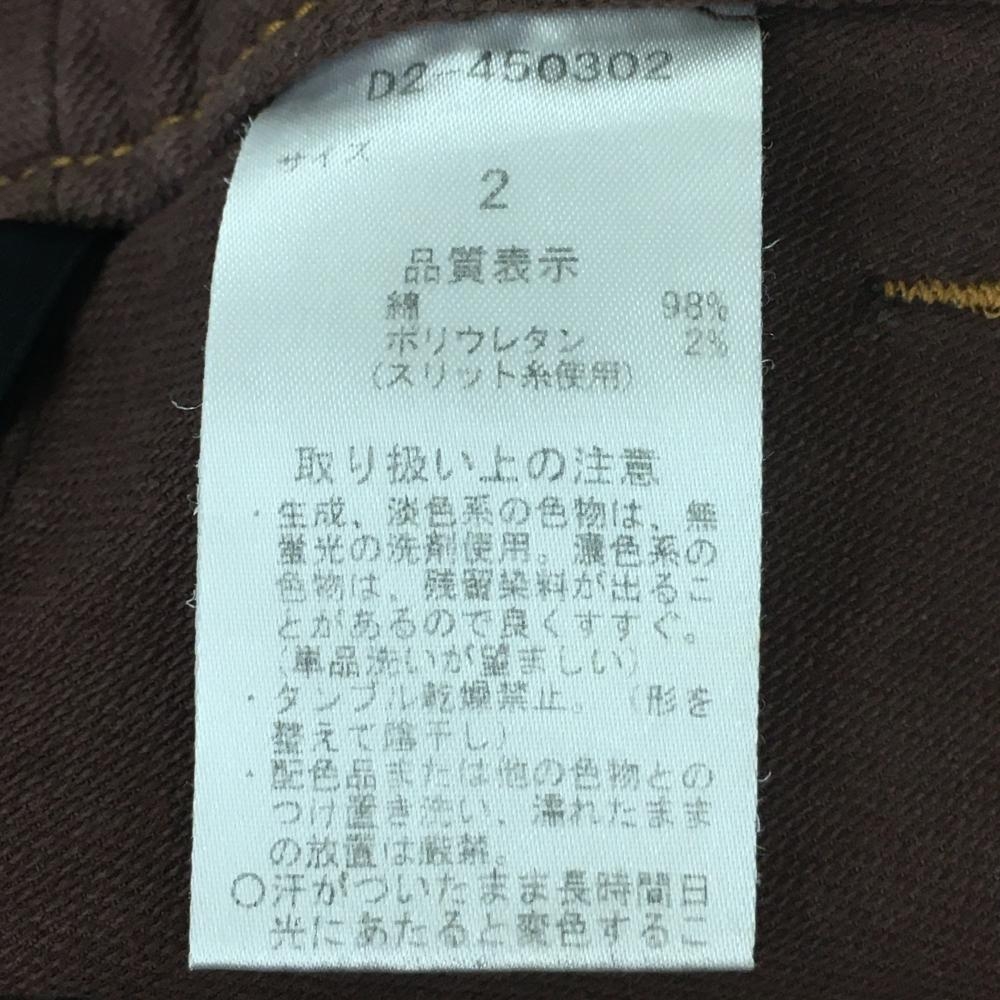 D2-450302
サイズ
2
品質表示
綿 98%
ポリウレタン 2%
（スリット糸使用）
取り扱い上の注意
・生成、淡色系の色物は、無
蛍光の洗剤使用。濃色系の
色物は、残留染料が出るこ
とがあるので良くすすぐ。
（単品洗いが望ましい）
・タンブル乾燥禁止。（形を
整えて陰干し）
・配色品または他の色物との
つけ置き洗い、濡れたまま
の放置は厳禁。
○汗がついたまま長時間日
光にあたると変色するこ